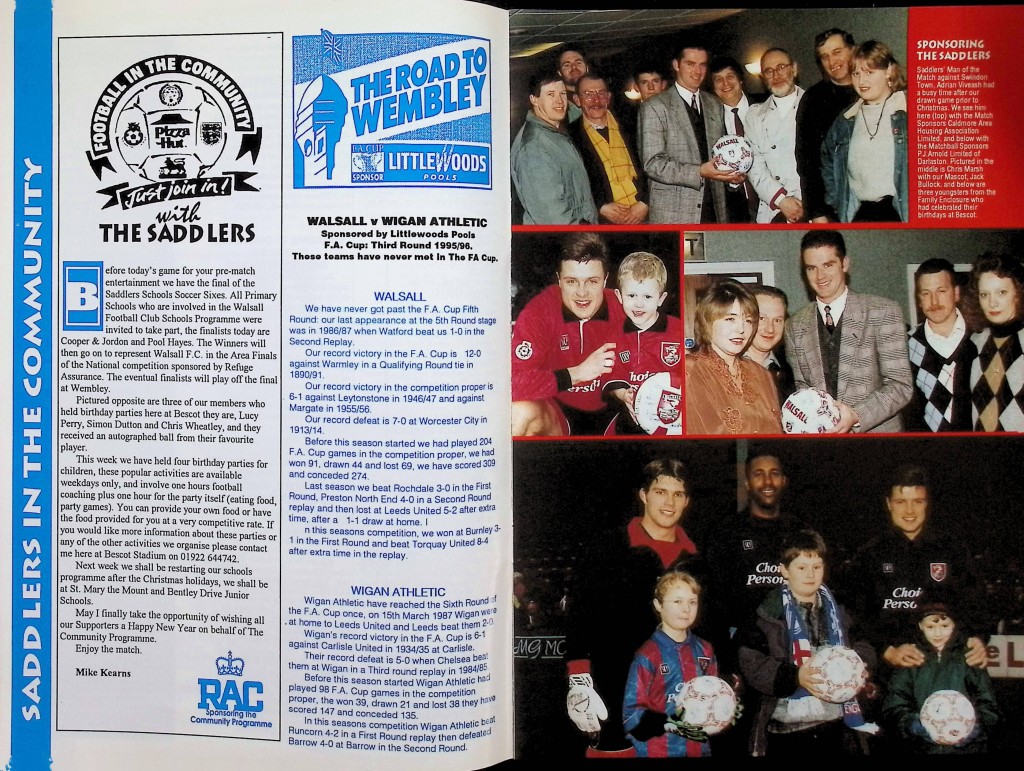 SADDLERS IN THE COMMUNITY
FOOTBALL IN THE COMMUNITY
Pizza
Hut
Just join in!
with
THE SADDLERS
Before today's game for your pre-match
entertainment we have the final of the
Saddlers Schools Soccer Sixes. All Primary
Schools who are involved in the Walsall
Football Club Schools Programme were
invited to take part, the finalists today are
Cooper & Jordon and Pool Hayes. The Winners will
then go on to represent Walsall F.C. in the Area Finals
of the National competition sponsored by Refuge
Assurance. The eventual finalists will play off the final
at Wembley.
Pictured opposite are three of our members who
held birthday parties here at Bescot they are, Lucy
Perry, Simon Dutton and Chris Wheatley, and they
received an autographed ball from their favourite
player.
This week we have held four birthday parties for
children, these popular activities are available
weekdays only, and involve one hours football
coaching plus one hour for the party itself (eating food,
party games). You can provide your own food or have
the food provided for you at a very competitive rate. If
you would like more information about these parties or
any of the other activities we organise please contact
me here at Bescot Stadium on 01922 644742.
Next week we shall be restarting our schools
programme after the Christmas holidays, we shall be
at St. Mary the Mount and Bentley Drive Junior
Schools.
May I finally take the opportunity of wishing all
our Supporters a Happy New Year on behalf of The
Community Programme.
Enjoy the match.
Mike Kearns
RAC
Sponsoring the
Community Programme
THE ROAD TO
WEMBLEY
F.A. CUP
SPONSOR
LITTLEWOODS
POOLS
WALSALL v WIGAN ATHLETIC
Sponsored by Littlewoods Pools
F.A. Cup: Third Round 1995/96.
These teams have never met In The FA Cup.
WALSALL
We have never got past the F.A. Cup Fifth
Round: our last appearance at the 5th Round stage
was in 1986/87 when Watford beat us 1-0 in the
Second Replay.
Our record victory in the F.A. Cup is 12-0
against Warmley in a Qualifying Round tie in
1890/91.
Our record victory in the competition proper is
6-1 against Leytonstone in 1946/47 and against
Margate in 1955/56.
Our record defeat is 7-0 at Worcester City in
1913/14.
Before this season started we had played 204
F.A. Cup games in the competition proper, we had
won 91, drawn 44 and lost 69, we have scored 309
and conceded 274.
Last season we beat Rochdale 3-0 in the First
Round, Preston North End 4-0 in a Second Round
replay and then lost at Leeds United 5-2 after extra
time, after a 1-1 draw at home. I
n this seasons competition, we won at Burnley 3-
1 in the First Round and beat Torquay United 8-4
after extra time in the replay.
WIGAN ATHLETIC
Wigan Athletic have reached the Sixth Round of
the F.A. Cup once, on 15th March 1987 Wigan were
at home to Leeds United and Leeds beat them 2-0.
Wigan's record victory in the F.A. Cup is 6-1
against Carlisle United in 1934/35 at Carlisle.
Their record defeat is 5-0 when Chelsea beat
them at Wigan in a Third round replay in 1984/85.
Before this season started Wigan Athletic had
played 98 F.A. Cup games in the competition
proper, the won 39, drawn 21 and lost 38 they have
scored 147 and conceded 135.
In this seasons competition Wigan Athletic beat
Runcorn 4-2 in a First Round replay then defeated
Barrow 4-0 at Barrow in the Second Round.
SPONSORING
THE SADDLERS
Saddlers' Man of the
Match against Swindon
Town, Adrian Viveash had
a busy time after our
drawn game prior to
Christmas. We see him
here (top) with the Match
Sponsors Caldmore Area
Housing Association
Limited, and below with
the Matchball Sponsors
P.J. Arnold Limited of
Darlaston. Pictured in the
middle is Chris Marsh
with our Mascot, Jack
Bullock, and below are
three youngsters from the
Family Enclosure who
had celebrated their
birthdays at Bescot.
WALSALL
WALSALL
Choi
Person
Choi
Perso
MG MC